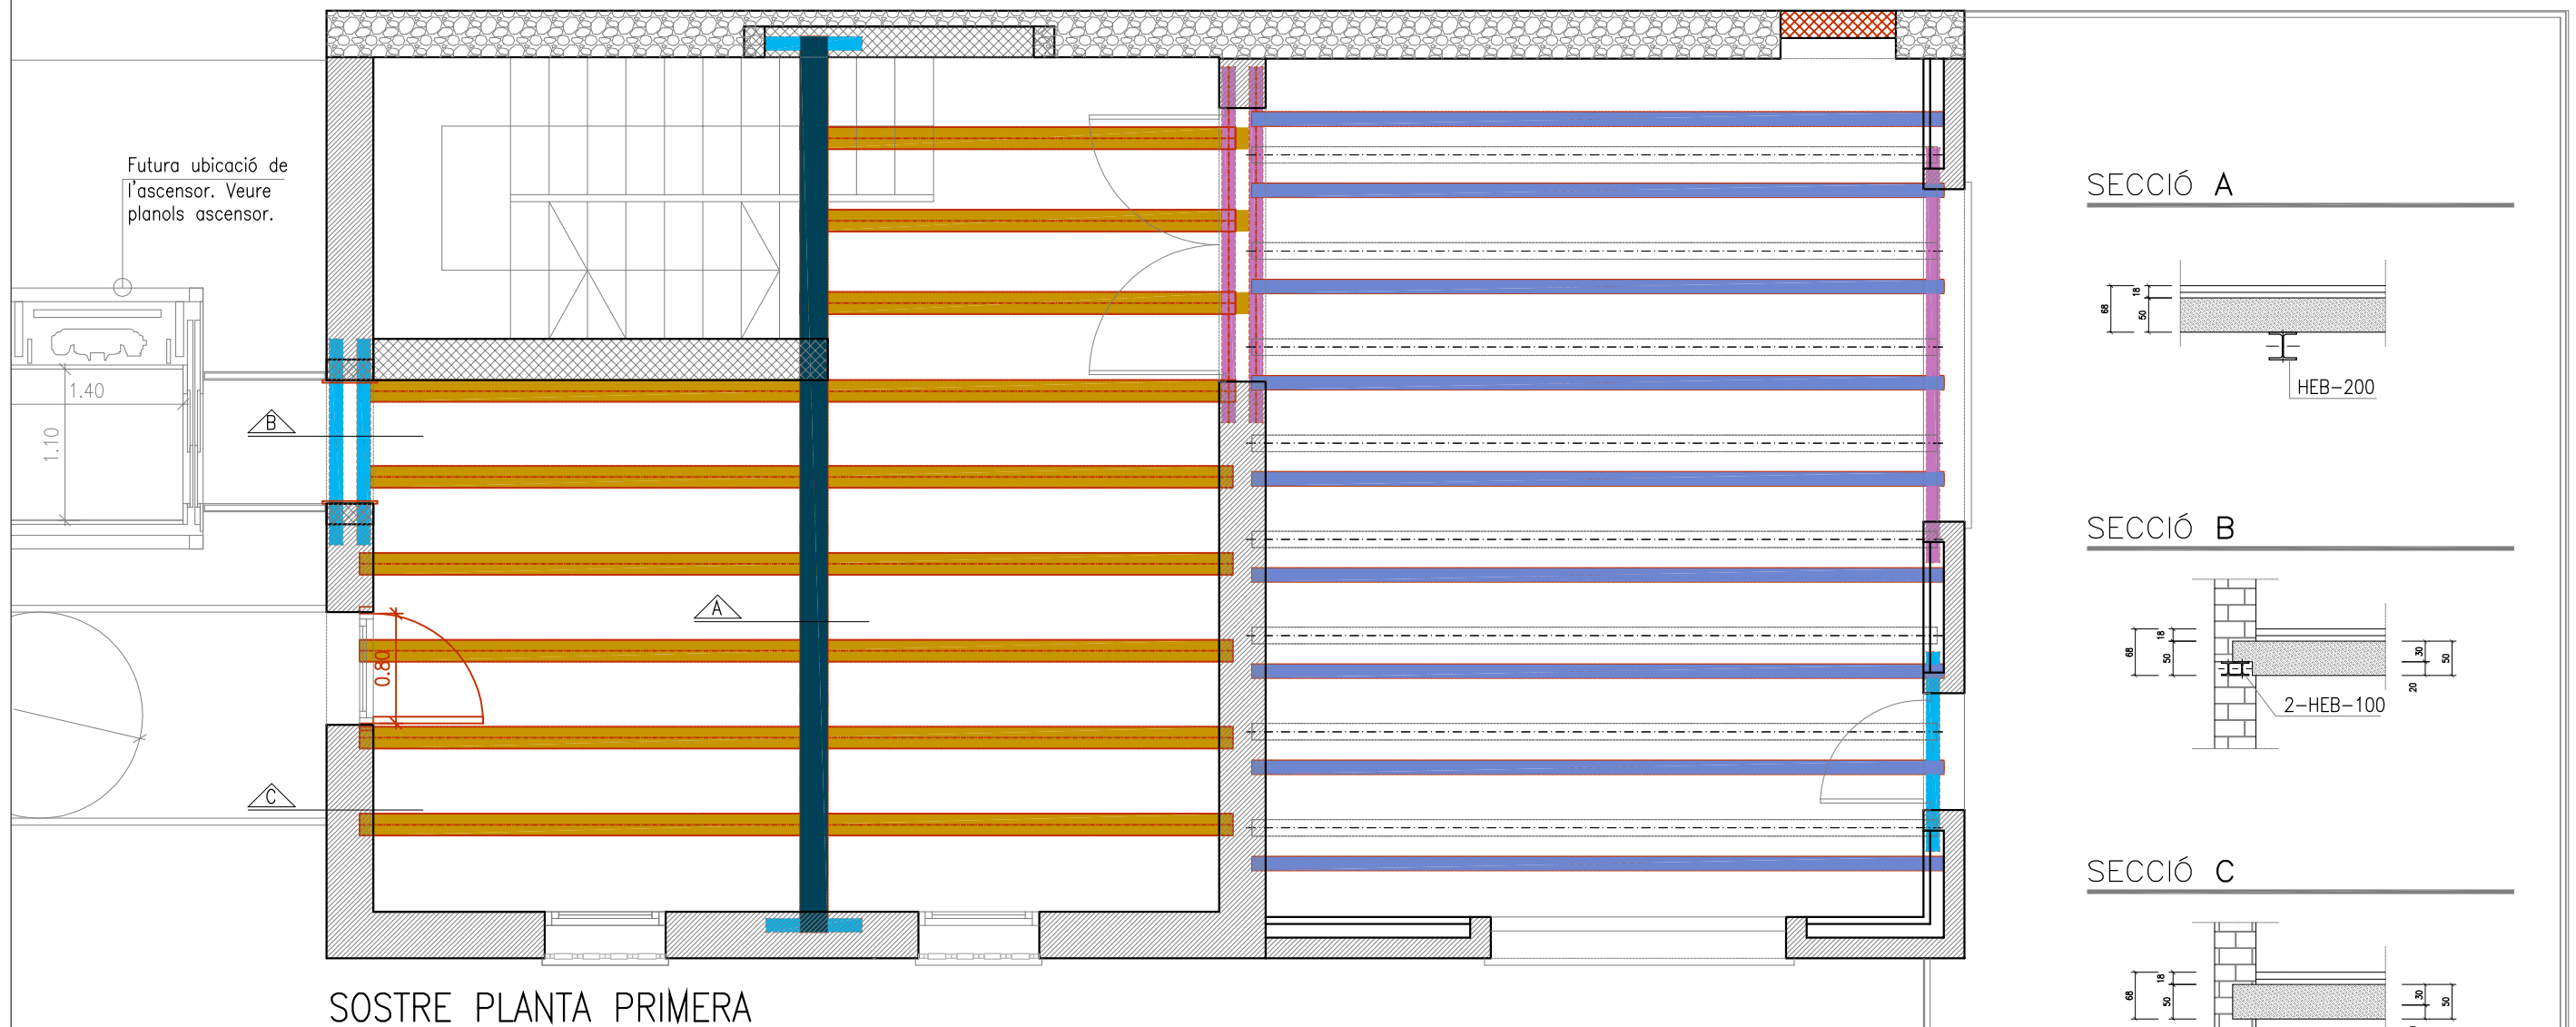 Futura ubicació de
l'ascensor. Veure
planols ascensor.
1.40
1.10
B
A
C
0.80
SOSTRE PLANTA PRIMERA
SECCIÓ A
68
18
50
HEB-200
SECCIÓ B
68
18
50
30
50
20
2-HEB-100
SECCIÓ C
68
18
50
30
50